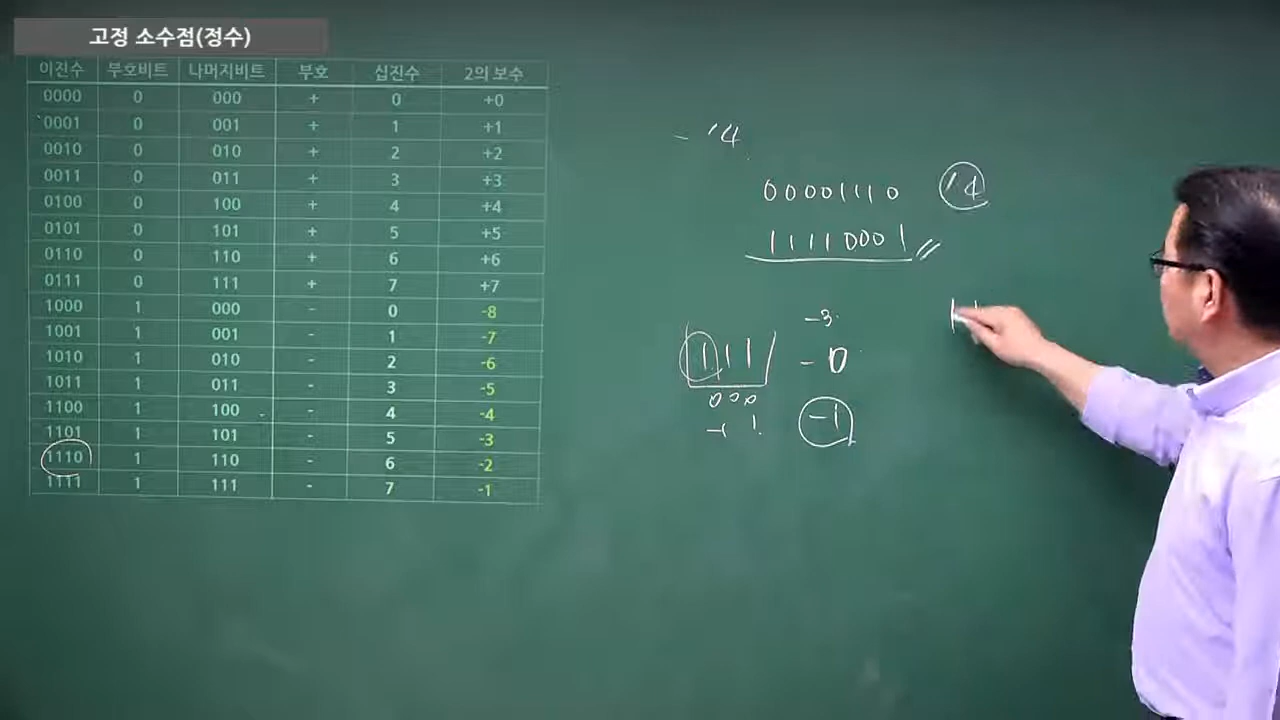 고정 소수점(정수)
이진수 부호비트 나머지비트 부호 십진수 2의 보수
0000 0 000 + 0 +0
0001 0 001 + 1 +1
0010 0 010 + 2 +2
0011 0 011 + 3 +3
0100 0 100 + 4 +4
0101 0 101 + 5 +5
0110 0 110 + 6 +6
0111 0 111 + 7 +7
1000 1 000 - 0 -8
1001 1 001 - 1 -7
1010 1 010 - 2 -6
1011 1 011 - 3 -5
1100 1 100 - 4 -4
1101 1 101 - 5 -3
1110 1 110 - 6 -2
1111 1 111 - 7 -1
- 14
00001110 14
11110001
-3
111 - 0
000
-1